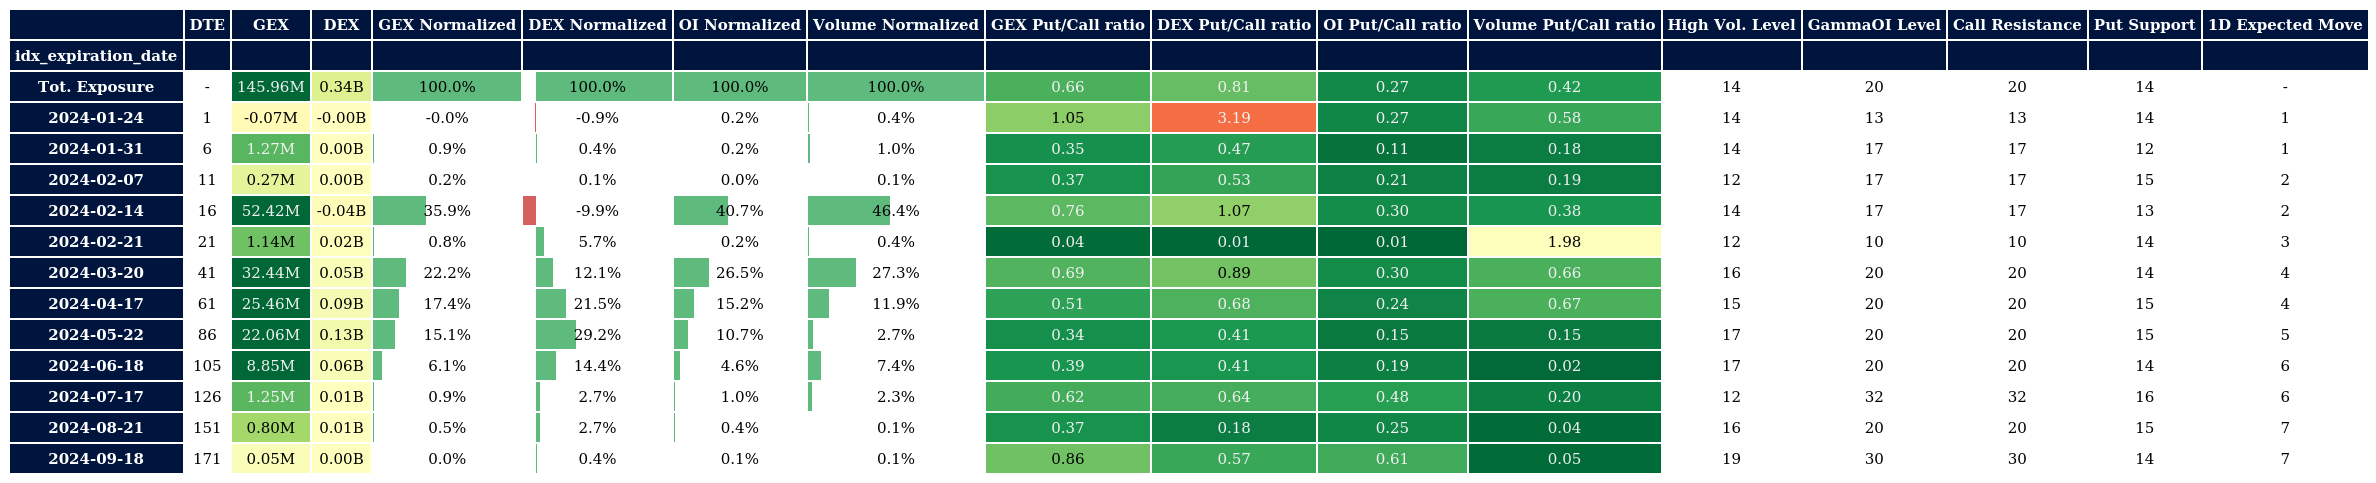 DTE GEX DEX GEX Normalized DEX Normalized OI Normalized Volume Normalized GEX Put/Call ratio DEX Put/Call ratio OI Put/Call ratio Volume Put/Call ratio High Vol. Level GammaOI Level Call Resistance Put Support 1D Expected Move
idx_expiration_date
Tot. Exposure - 145.96M 0.34B 100.0% 100.0% 100.0% 100.0% 0.66 0.81 0.27 0.42 14 20 20 14 -
2024-01-24 1 -0.07M -0.00B -0.0% -0.9% 0.2% 0.4% 1.05 3.19 0.27 0.58 14 13 13 14 1
2024-01-31 6 1.27M 0.00B 0.9% 0.4% 0.2% 1.0% 0.35 0.47 0.11 0.18 14 17 17 12 1
2024-02-07 11 0.27M 0.00B 0.2% 0.1% 0.0% 0.1% 0.37 0.53 0.21 0.19 12 17 17 15 2
2024-02-14 16 52.42M -0.04B 35.9% -9.9% 40.7% 46.4% 0.76 1.07 0.30 0.38 14 17 17 13 2
2024-02-21 21 1.14M 0.02B 0.8% 5.7% 0.2% 0.4% 0.04 0.01 0.01 1.98 12 10 10 14 3
2024-03-20 41 32.44M 0.05B 22.2% 12.1% 26.5% 27.3% 0.69 0.89 0.30 0.66 16 20 20 14 4
2024-04-17 61 25.46M 0.09B 17.4% 21.5% 15.2% 11.9% 0.51 0.68 0.24 0.67 15 20 20 15 4
2024-05-22 86 22.06M 0.13B 15.1% 29.2% 10.7% 2.7% 0.34 0.41 0.15 0.15 17 20 20 15 5
2024-06-18 105 8.85M 0.06B 6.1% 14.4% 4.6% 7.4% 0.39 0.41 0.19 0.02 17 20 20 14 6
2024-07-17 126 1.25M 0.01B 0.9% 2.7% 1.0% 2.3% 0.62 0.64 0.48 0.20 12 32 32 16 6
2024-08-21 151 0.80M 0.01B 0.5% 2.7% 0.4% 0.1% 0.37 0.18 0.25 0.04 16 20 20 15 7
2024-09-18 171 0.05M 0.00B 0.0% 0.4% 0.1% 0.1% 0.86 0.57 0.61 0.05 19 30 30 14 7